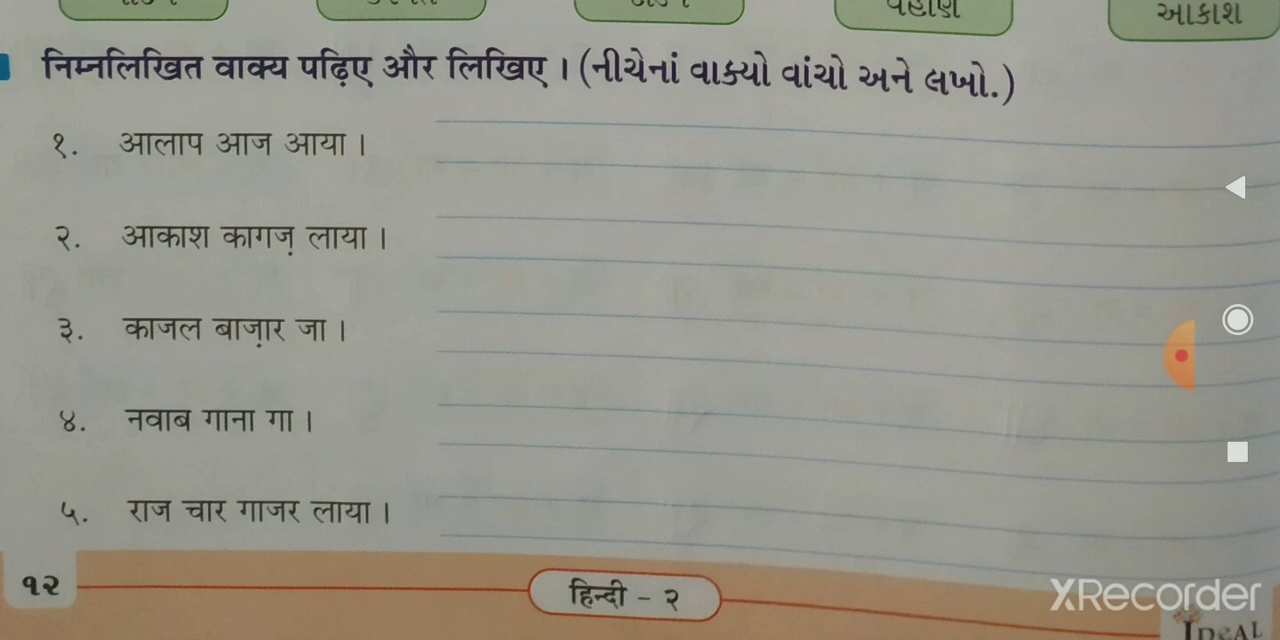 વહાણ
આકાશ
निम्नलिखित वाक्य पढ़िए और लिखिए । (નીચેનાં વાક્યો વાંચો અને લખો.)
१. आलाप आज आया ।
२. आकाश कागज़ लाया ।
३. काजल बाज़ार जा ।
४. नवाब गाना गा ।
५. राज चार गाजर लाया ।
૧૨
हिन्दी - २
XRecorder
IDEAL